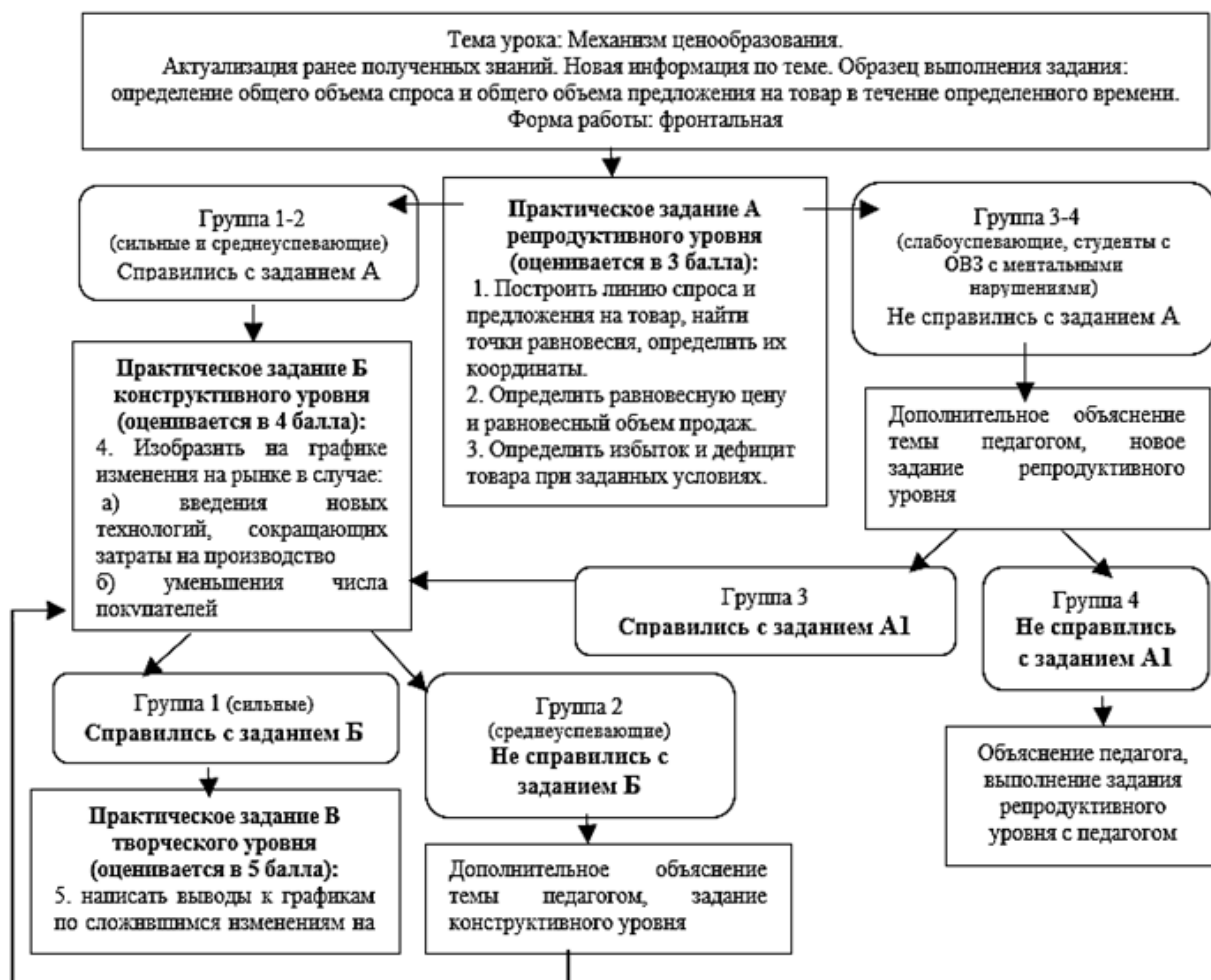 Тема урока: Механизм ценообразования.
Актуализация ранее полученных знаний. Новая информация по теме. Образец выполнения задания:
определение общего объема спроса и общего объема предложения на товар в течение определенного времени.
Форма работы: фронтальная
Группа 1-2
(сильные и среднеуспевающие)
Справились с заданием А
Практическое задание А
репродуктивного уровня
(оценивается в 3 балла):
1. Построить линию спроса и
предложения на товар, найти
точки равновесия, определить их
координаты.
2. Определить равновесную цену
и равновесный объем продаж.
3. Определить избыток и дефицит
товара при заданных условиях.
Группа 3-4
(слабоуспевающие, студенты с
ОВЗ с ментальными
нарушениями)
Не справились с заданием А
Практическое задание Б
конструктивного уровня
(оценивается в 4 балла):
4. Изобразить на графике
изменения на рынке в случае:
а) введения новых
технологий, сокращающих
затраты на производство
б) уменьшения числа
покупателей
Дополнительное объяснение
темы педагогом, новое
задание репродуктивного
уровня
Группа 3
Справились с заданием А1
Группа 4
Не справились
с заданием А1
Группа 1 (сильные)
Справились с заданием Б
Группа 2
(среднеуспевающие)
Не справились с
заданием Б
Объяснение педагога,
выполнение задания
репродуктивного
уровня с педагогом
Практическое задание В
творческого уровня
(оценивается в 5 балла):
5. написать выводы к графикам
по сложившимся изменениям на
Дополнительное объяснение
темы педагогом, задание
конструктивного уровня